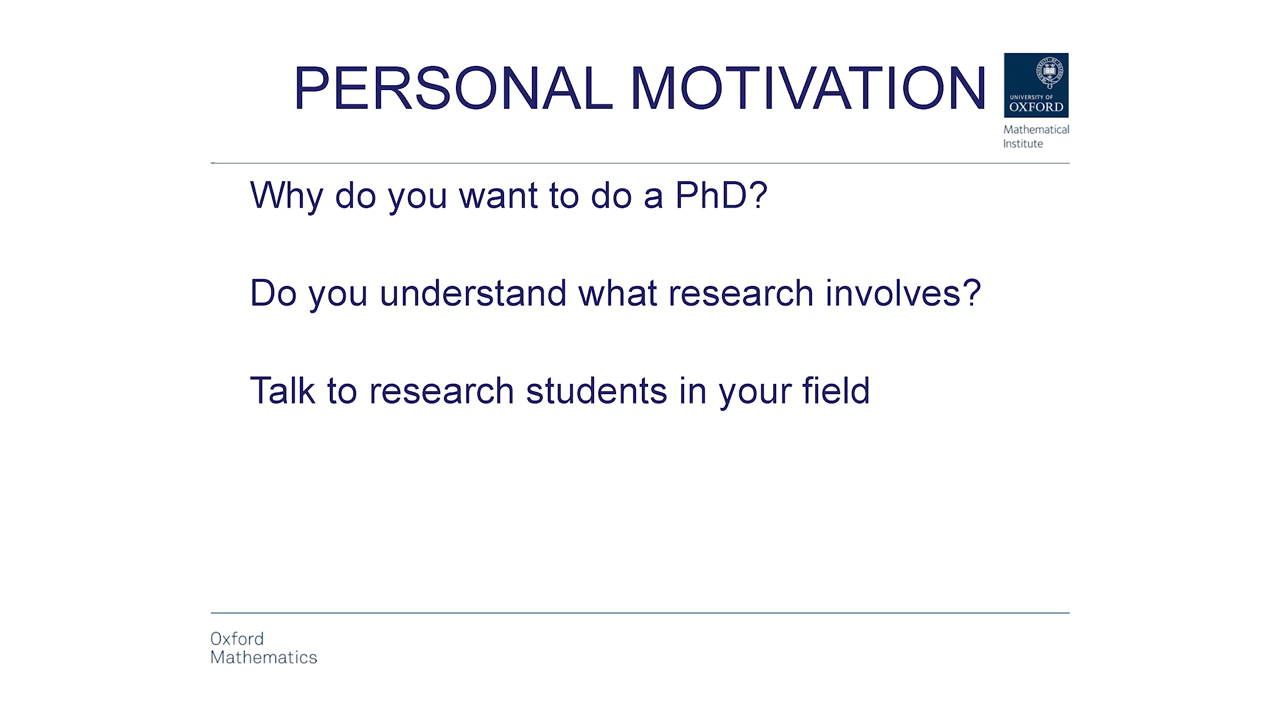 PERSONAL MOTIVATION
UNIVERSITY OF
OXFORD
Mathematical
Institute
Why do you want to do a PhD?
Do you understand what research involves?
Talk to research students in your field
Oxford
Mathematics